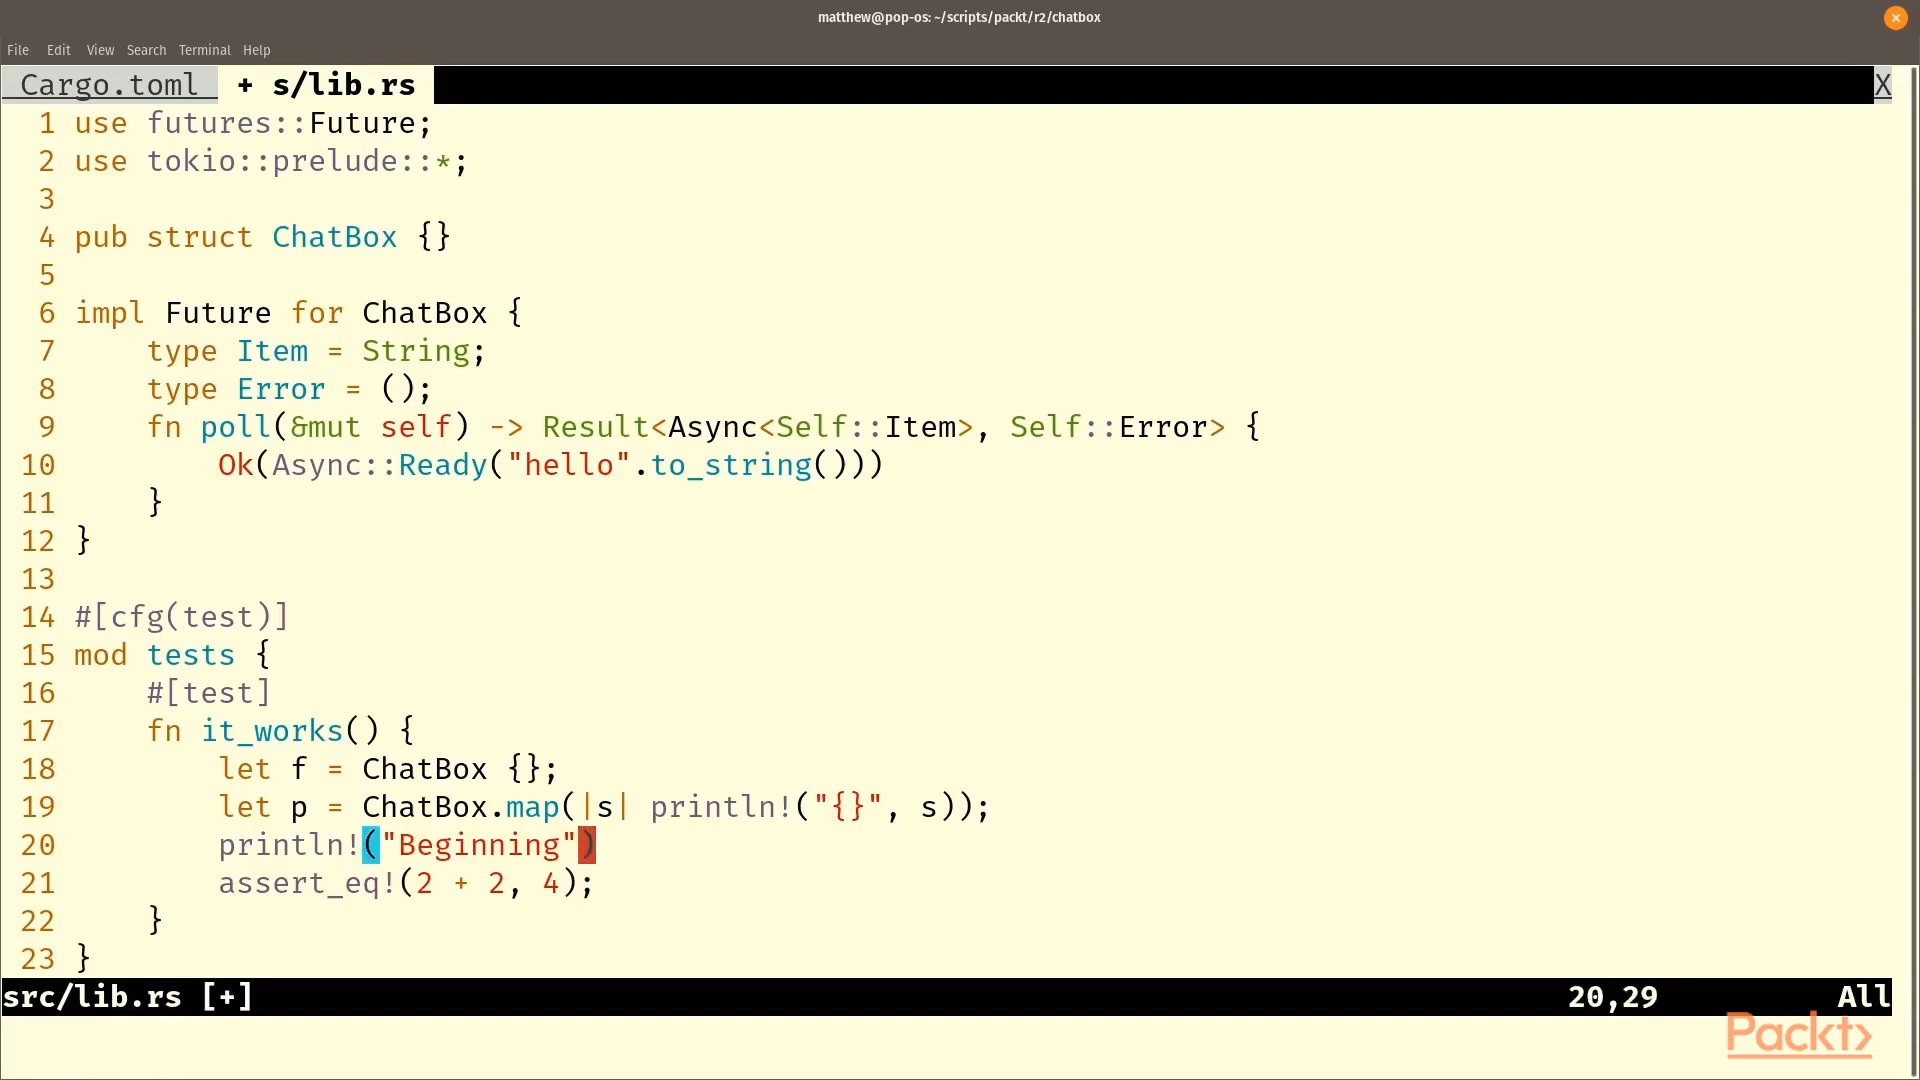 matthew@pop-os: ~/scripts/packt/r2/chatbox
File Edit View Search Terminal Help
Cargo.toml + s/lib.rs X
1 use futures::Future;
2 use tokio::prelude::*;
3
4 pub struct ChatBox {}
5
6 impl Future for ChatBox {
7     type Item = String;
8     type Error = ();
9     fn poll(&mut self) -> Result<Async<Self::Item>, Self::Error> {
10         Ok(Async::Ready("hello".to_string()))
11     }
12 }
13
14 #[cfg(test)]
15 mod tests {
16     #[test]
17     fn it_works() {
18         let f = ChatBox {};
19         let p = ChatBox.map(|s| println!("{}", s));
20         println!("Beginning")
21         assert_eq!(2 + 2, 4);
22     }
23 }
src/lib.rs [+] 20,29 All
Packt>